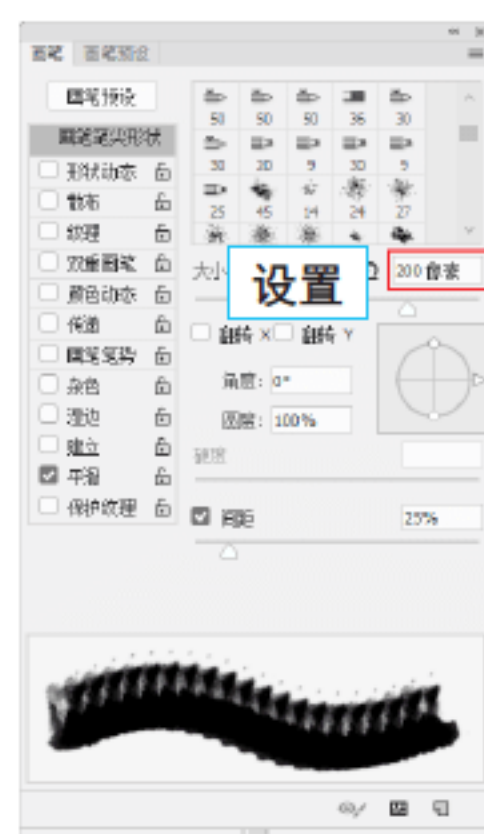 画笔 画笔预设
画笔预设
50 50 50 36 30
画笔笔尖形状
30 20 9 30 9
形状动态
25 45 14 24 27
散布
纹理
双重画笔
大小
设置
200 像素
颜色动态
传递
翻转 X 翻转 Y
画笔笔势
杂色
角度: 0°
湿边
圆度: 100%
建立
硬度
平滑
保护纹理
间距
25%